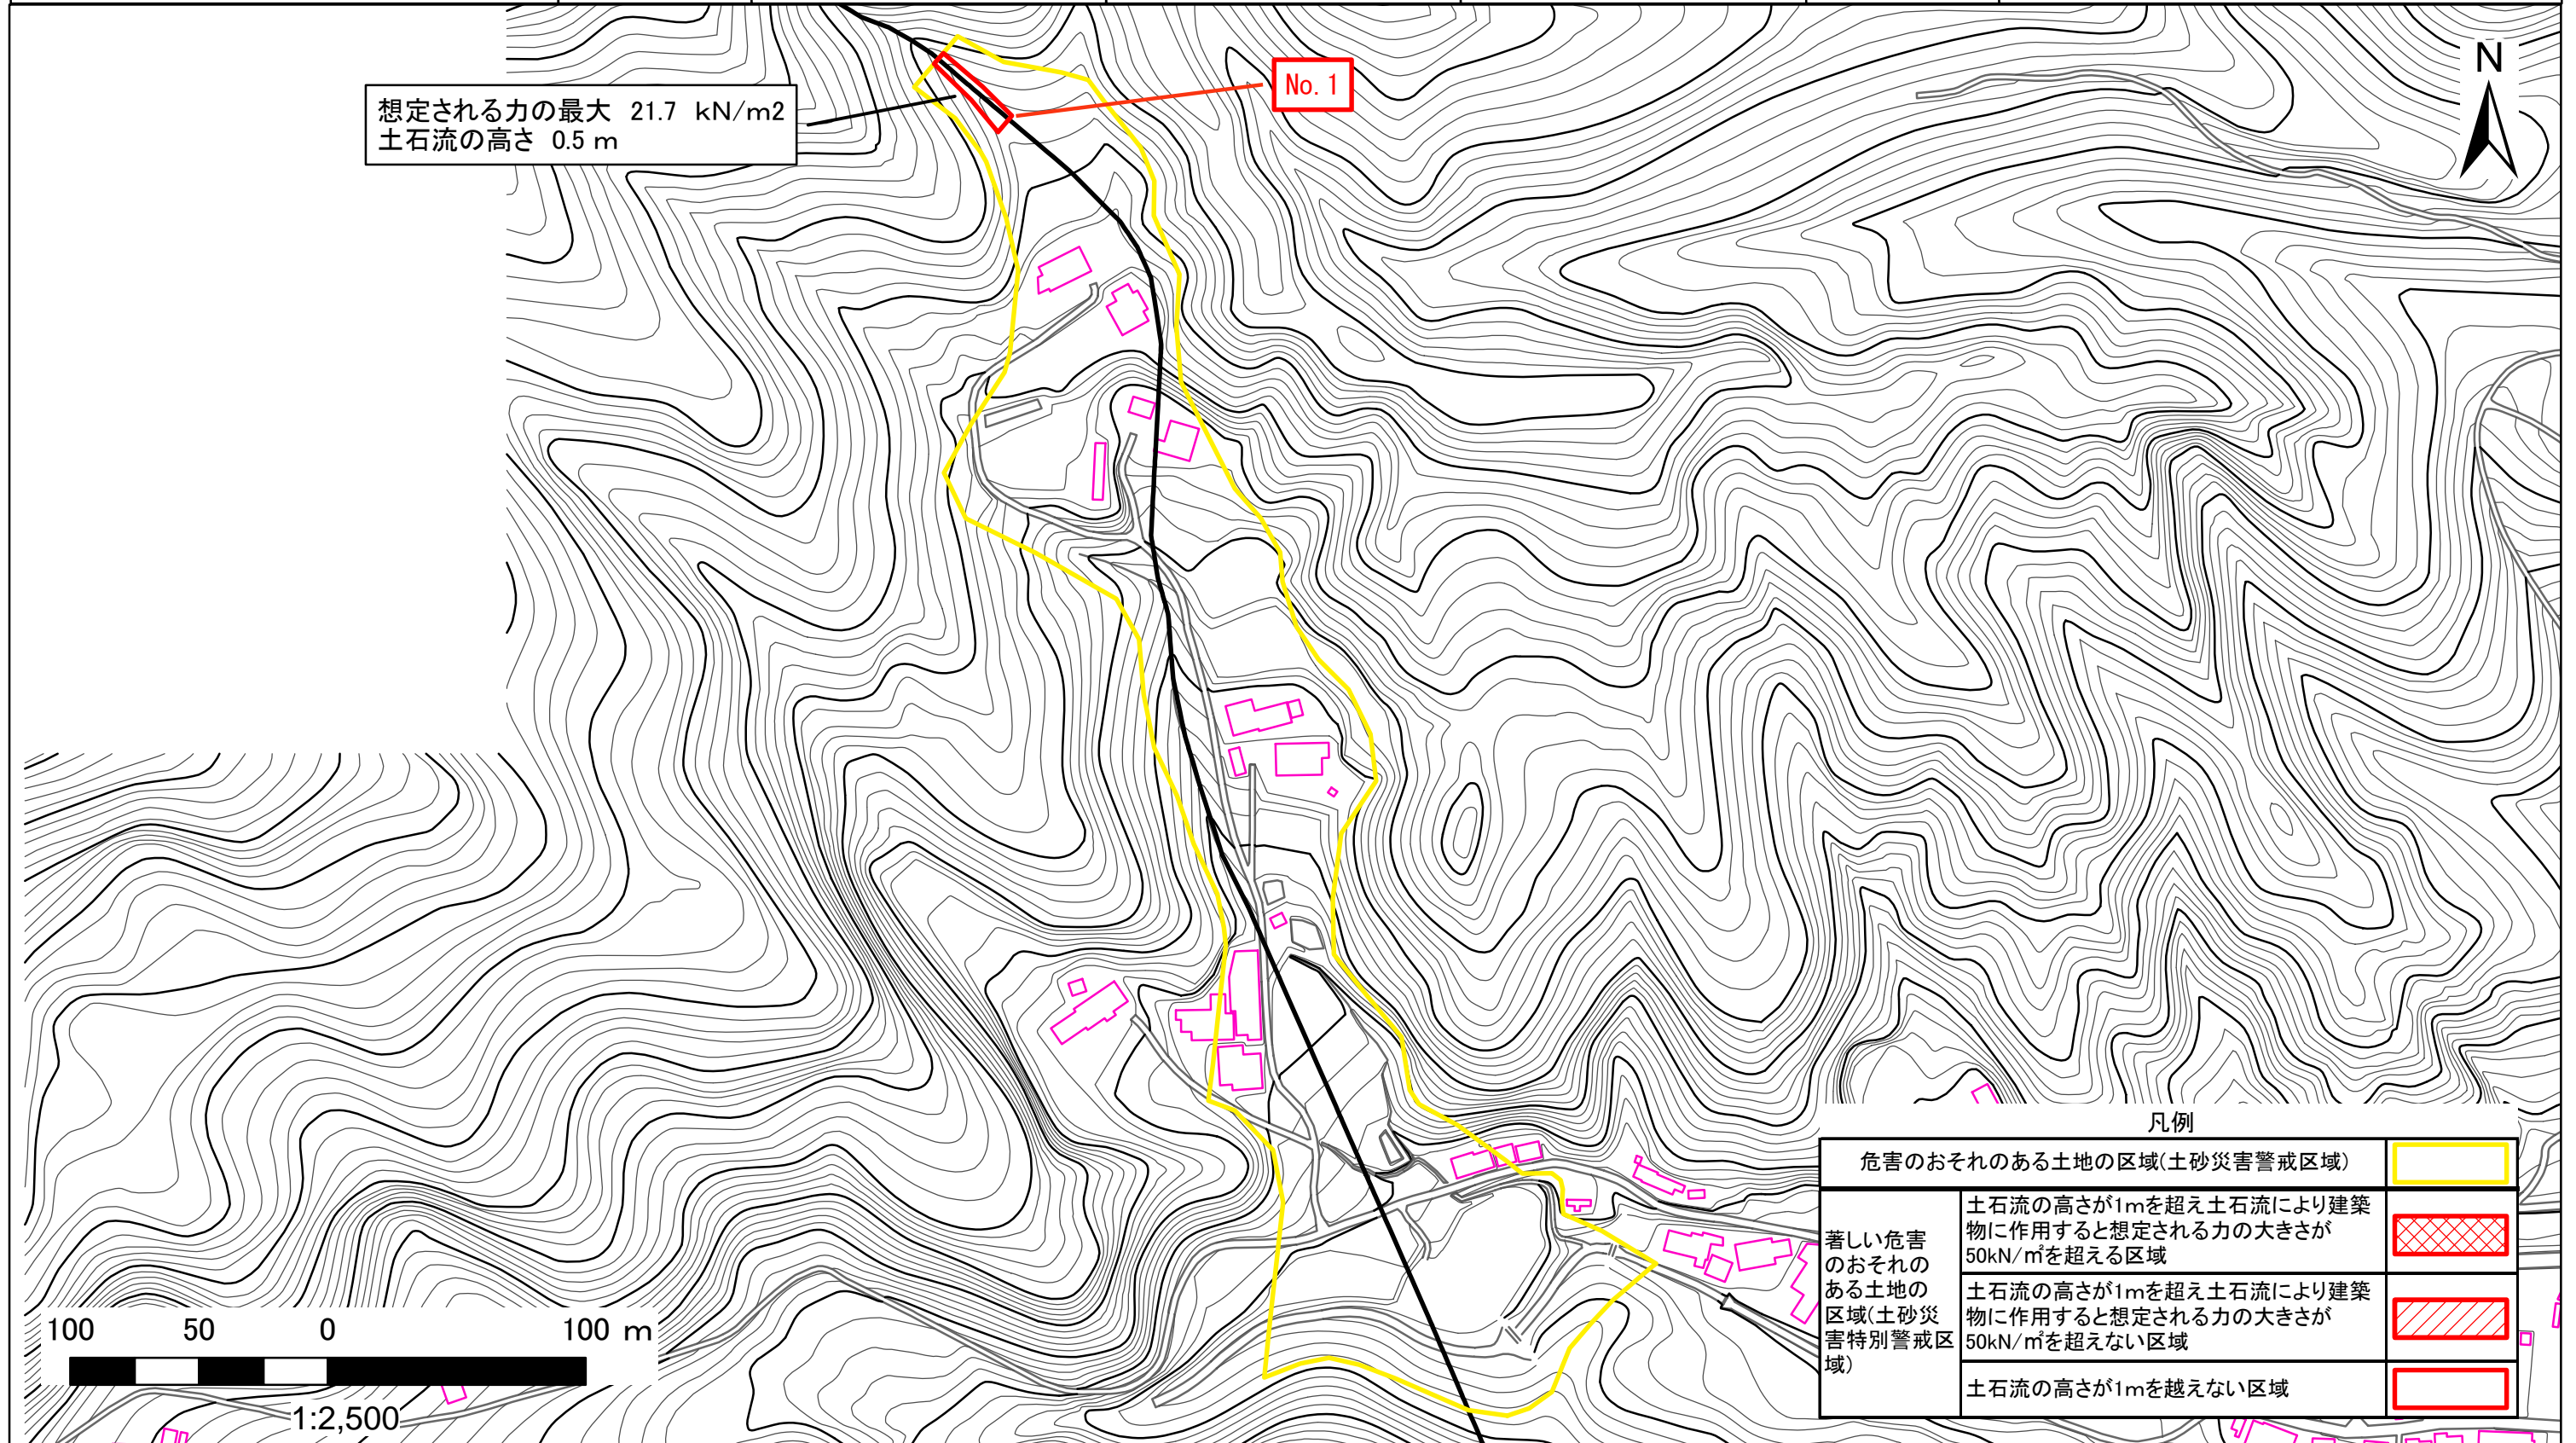 N
No. 1
想定される力の最大 21.7 kN/m2
土石流の高さ 0.5 m
凡例
危害のおそれのある土地の区域(土砂災害警戒区域)
著しい危害
のおそれの
ある土地の
区域(土砂災
害特別警戒区
域)
土石流の高さが1mを超え土石流により建築
物に作用すると想定される力の大きさが
50kN/㎡を超える区域
土石流の高さが1mを超え土石流により建築
物に作用すると想定される力の大きさが
50kN/㎡を超えない区域
土石流の高さが1mを越えない区域
100 50 0 100 m
1:2,500